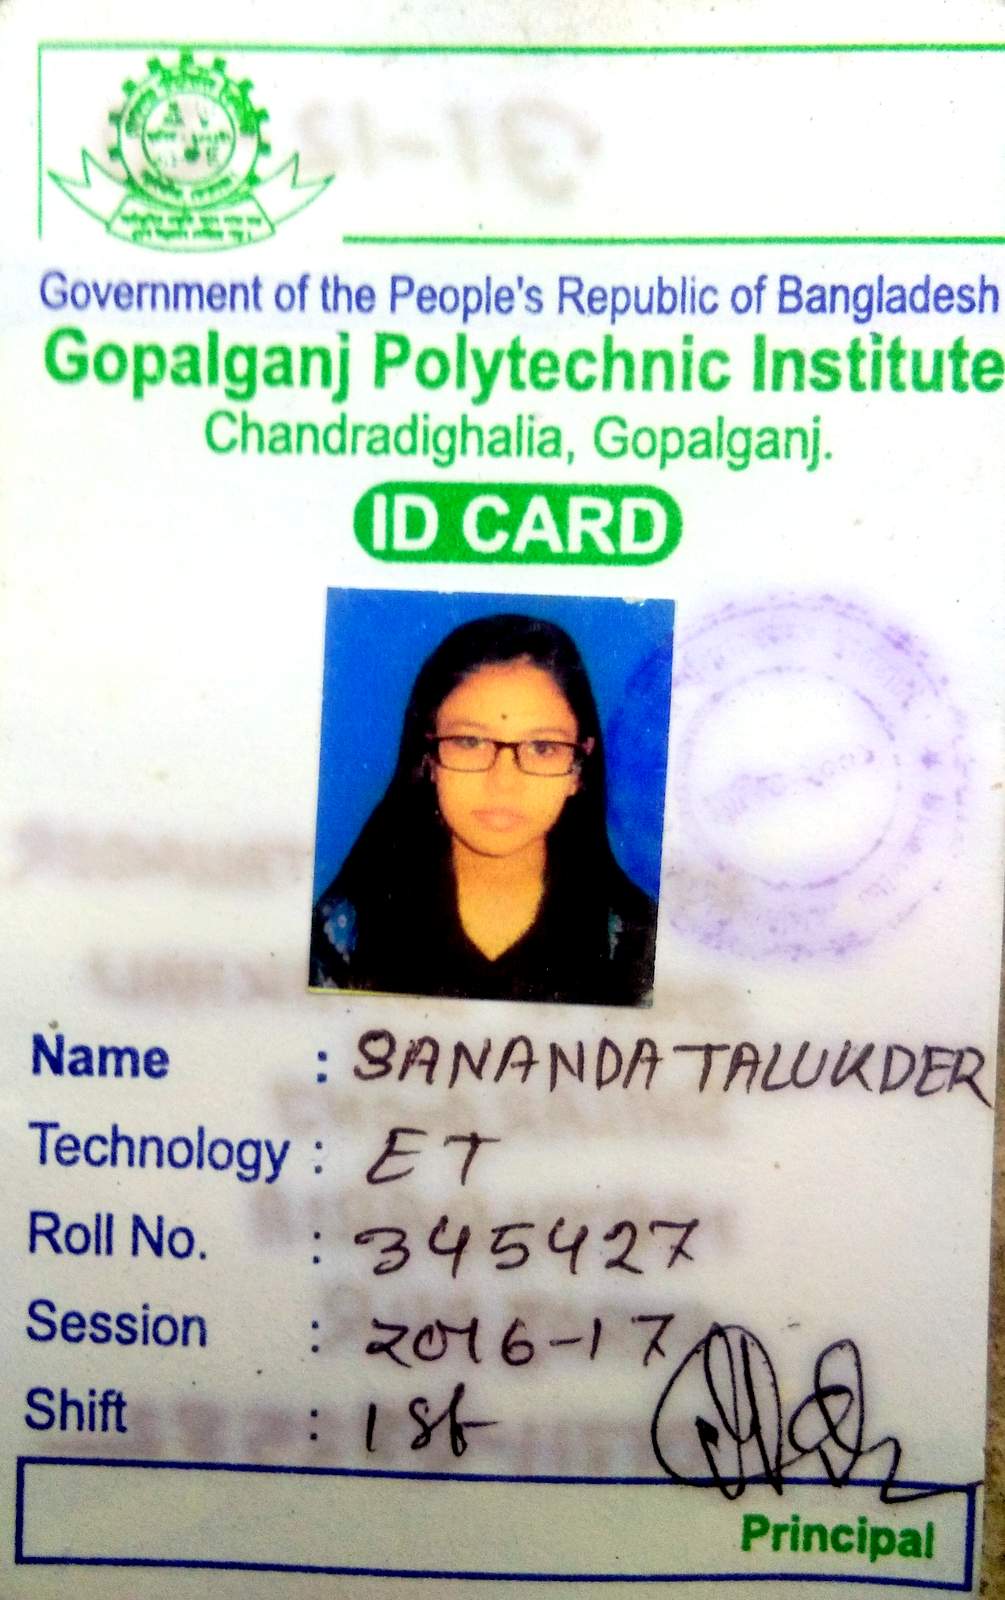 Government of the People's Republic of Bangladesh
Gopalganj Polytechnic Institute
Chandradighalia, Gopalganj.
ID CARD
Name : SANANDA TALUKDER
Technology : ET
Roll No. : 345427
Session : 2016-17
Shift : 1st
Principal